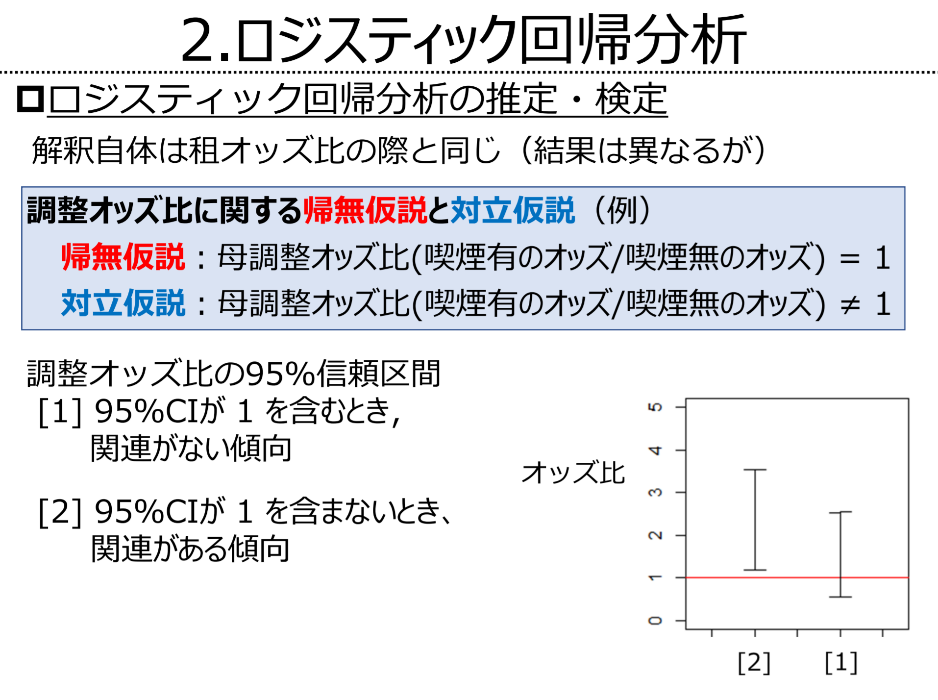 2.ロジスティック回帰分析
ロジスティック回帰分析の推定・検定
解釈自体は租オッズ比の際と同じ（結果は異なるが）
調整オッズ比に関する帰無仮説と対立仮説（例）
帰無仮説：母調整オッズ比(喫煙有のオッズ/喫煙無のオッズ) = 1
対立仮説：母調整オッズ比(喫煙有のオッズ/喫煙無のオッズ) ≠ 1
調整オッズ比の95%信頼区間
[1] 95%CIが 1 を含むとき,
関連がない傾向
[2] 95%CIが 1 を含まないとき、
関連がある傾向
オッズ比
5
4
3
2
1
0
[2] [1]